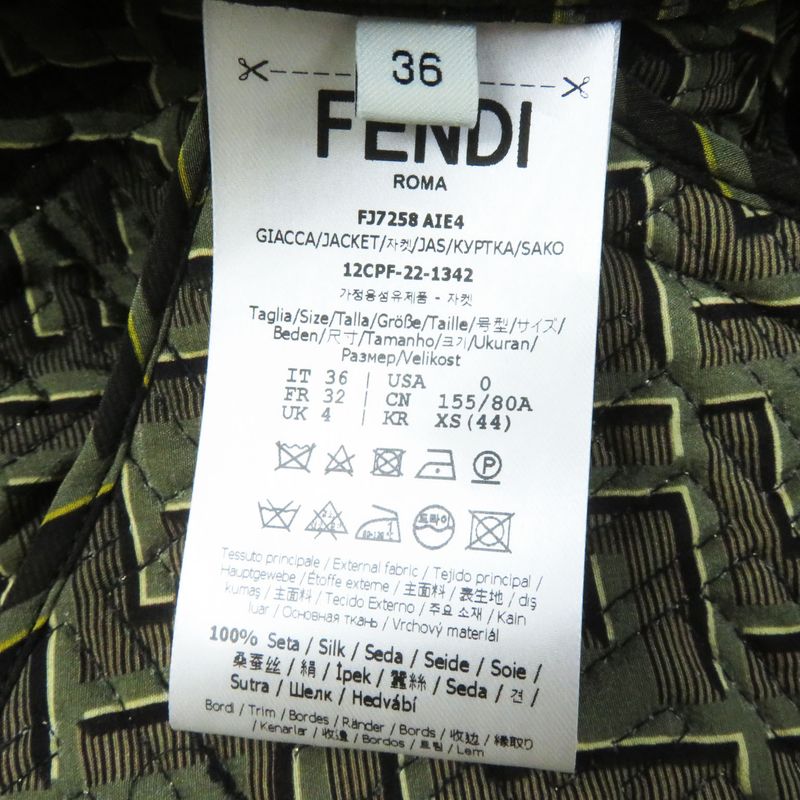 36
FENDI
ROMA
FJ7258 AIE4
GIACCA/JACKET/자켓/JAS/КУРТКА/SAKO
12CPF-22-1342
가정용섬유제품 - 자켓
Taglia/Size/Talla/Größe/Taille/号型/サイズ/
Beden/尺寸/Tamanho/크기/Ukuran/
Размер/Velikost
IT 36 | USA 0
FR 32 | CN 155/80A
UK 4 | KR XS(44)
P
드라이
Tessuto principale / External fabric / Tejido principal /
Hauptgewebe / Étoffe externe / 主面料 / 表生地 / dış
kumaş / 主面料 / Tecido Externo / 주요 소재 / Kain
luar / Основная ткань / Vrchový materiál
100% Seta / Silk / Seda / Seide / Soie /
桑蚕丝 / 絹 / İpek / 蠶絲 / Seda / 견 /
Sutra / Шелк / Hedvábí
Bordi / Trim / Bordes / Ränder / Bords / 收边 / 縁取り
/ Kenarlar / 收邊 / Bordos / 트림 / Lem